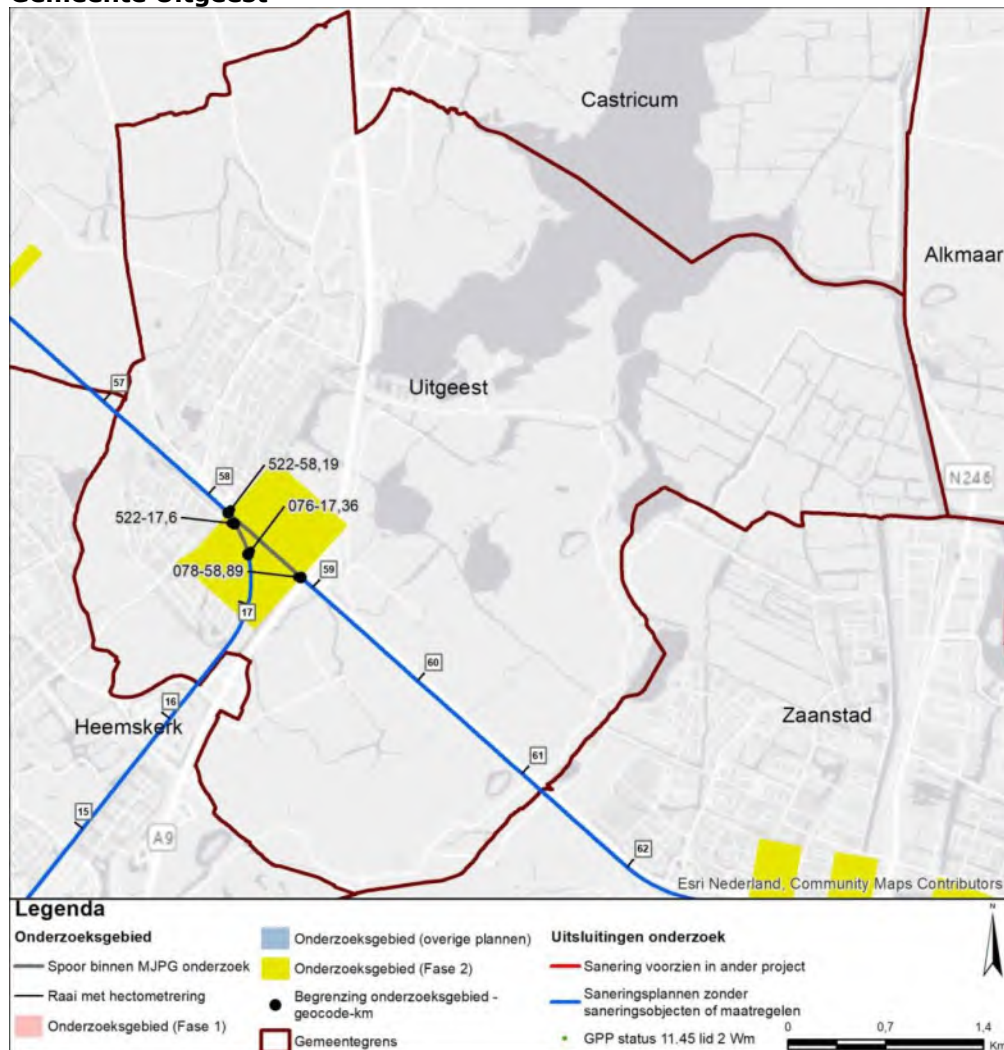 Gemeente Uitgeest
Castricum
Alkmaar
Uitgeest
57
58
522-58,19
522-17,6
076-17,36
078-58,89
59
17
N246
60
16
Heemskerk
Zaanstad
61
15
A9
62
Esri Nederland, Community Maps Contributors
Legenda
Onderzoeksgebied
Spoor binnen MJPG onderzoek
Raai met hectometrering
Onderzoeksgebied (Fase 1)
Onderzoeksgebied (overige plannen)
Onderzoeksgebied (Fase 2)
Begrenzing onderzoeksgebied -
geocode-km
Gemeentegrens
Uitsluitingen onderzoek
Sanering voorzien in ander project
Saneringsplannen zonder
saneringsobjecten of maatregelen
GPP status 11.45 lid 2 Wm
N
0 0,7 1,4
Km